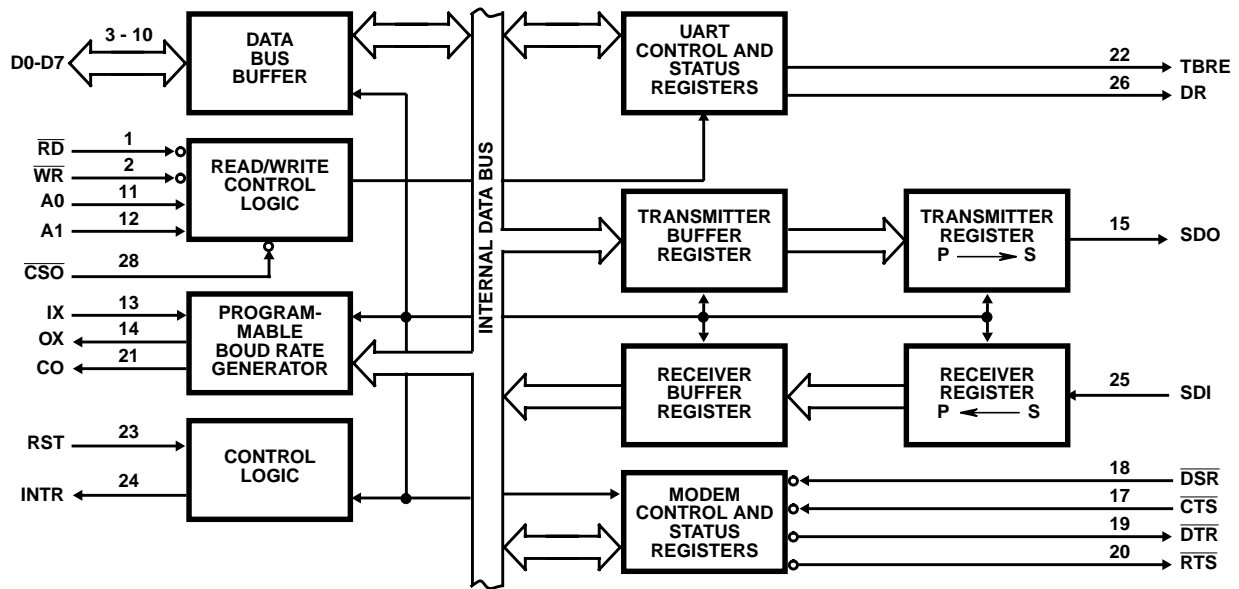 3 - 10
D0-D7
DATA
BUS
BUFFER
UART
CONTROL AND
STATUS
REGISTERS
22
TBRE
26
DR
RD
1
WR
2
A0
11
A1
12
READ/WRITE
CONTROL
LOGIC
CSO
28
INTERNAL DATA BUS
TRANSMITTER
BUFFER
REGISTER
TRANSMITTER
REGISTER
P S
15
SDO
IX
13
OX
14
CO
21
PROGRAM-
MABLE
BOUD RATE
GENERATOR
RECEIVER
BUFFER
REGISTER
RECEIVER
REGISTER
P S
25
SDI
RST
23
INTR
24
CONTROL
LOGIC
MODEM
CONTROL AND
STATUS
REGISTERS
18
DSR
17
CTS
19
DTR
20
RTS